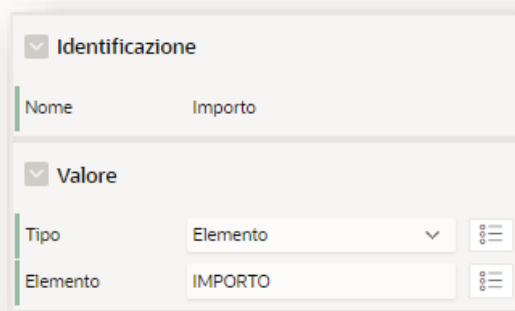 Identificazione
Nome Importo
Valore
Tipo Elemento
Elemento IMPORTO